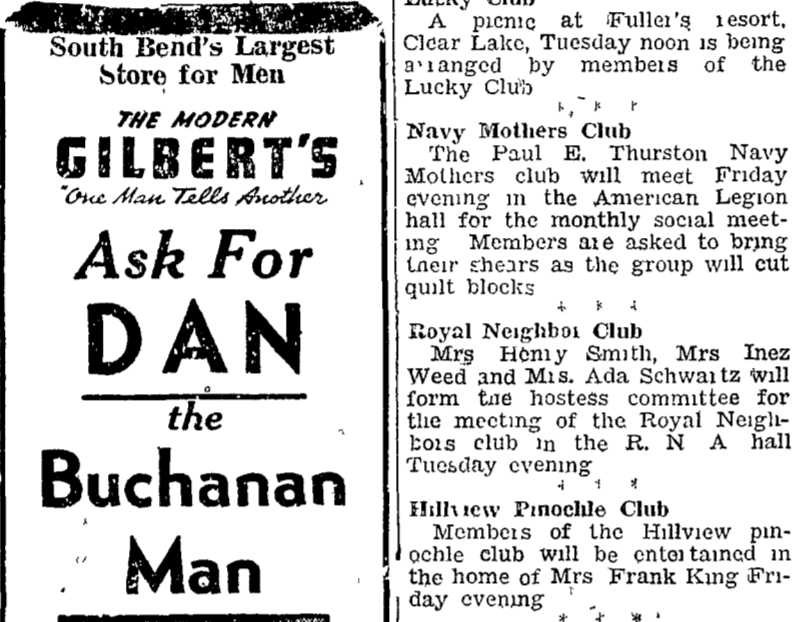 South Bend's Largest
Store for Men
THE MODERN
GILBERT'S
"One Man Tells Another
Ask For
DAN
the
Buchanan
Man
Lucky Club
A picnic at Fuller's resort,
Clear Lake, Tuesday noon is being
arranged by members of the
Lucky Club
Navy Mothers Club
The Paul E. Thurston Navy
Mothers club will meet Friday
evening in the American Legion
hall for the monthly social meet-
ing Members are asked to bring
their shears as the group will cut
quilt blocks
Royal Neighbor Club
Mrs Henry Smith, Mrs Inez
Weed and Mrs. Ada Schwartz will
form the hostess committee for
the meeting of the Royal Neigh-
bors club in the R. N A hall
Tuesday evening
Hillview Pinochle Club
Members of the Hillview pin-
ochle club will be entertained in
the home of Mrs Frank King Fri-
day evening